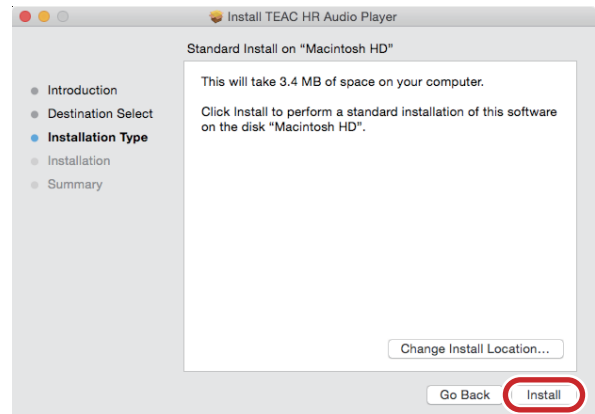 Install TEAC HR Audio Player
Standard Install on “Macintosh HD”
Introduction
Destination Select
Installation Type
Installation
Summary
This will take 3.4 MB of space on your computer.
Click Install to perform a standard installation of this software
on the disk “Macintosh HD”.
Change Install Location...
Go Back
Install